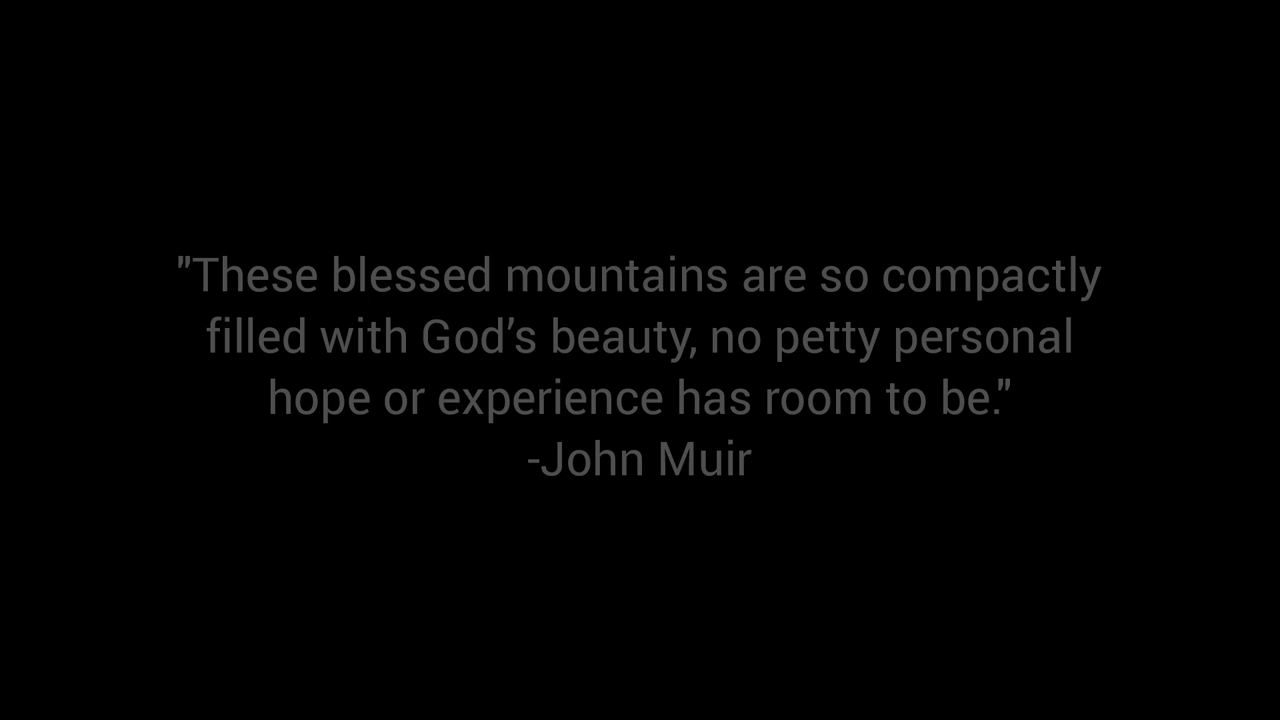 "These blessed mountains are so compactly
filled with God’s beauty, no petty personal
hope or experience has room to be."
-John Muir